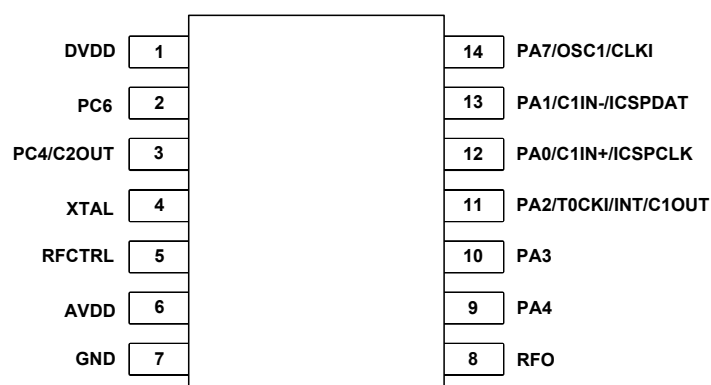 DVDD 1 14 PA7/OSC1/CLKI
PC6 2 13 PA1/C1IN-/ICSPDAT
PC4/C2OUT 3 12 PA0/C1IN+/ICSPCLK
XTAL 4 11 PA2/T0CKI/INT/C1OUT
RFCTRL 5 10 PA3
AVDD 6 9 PA4
GND 7 8 RFO